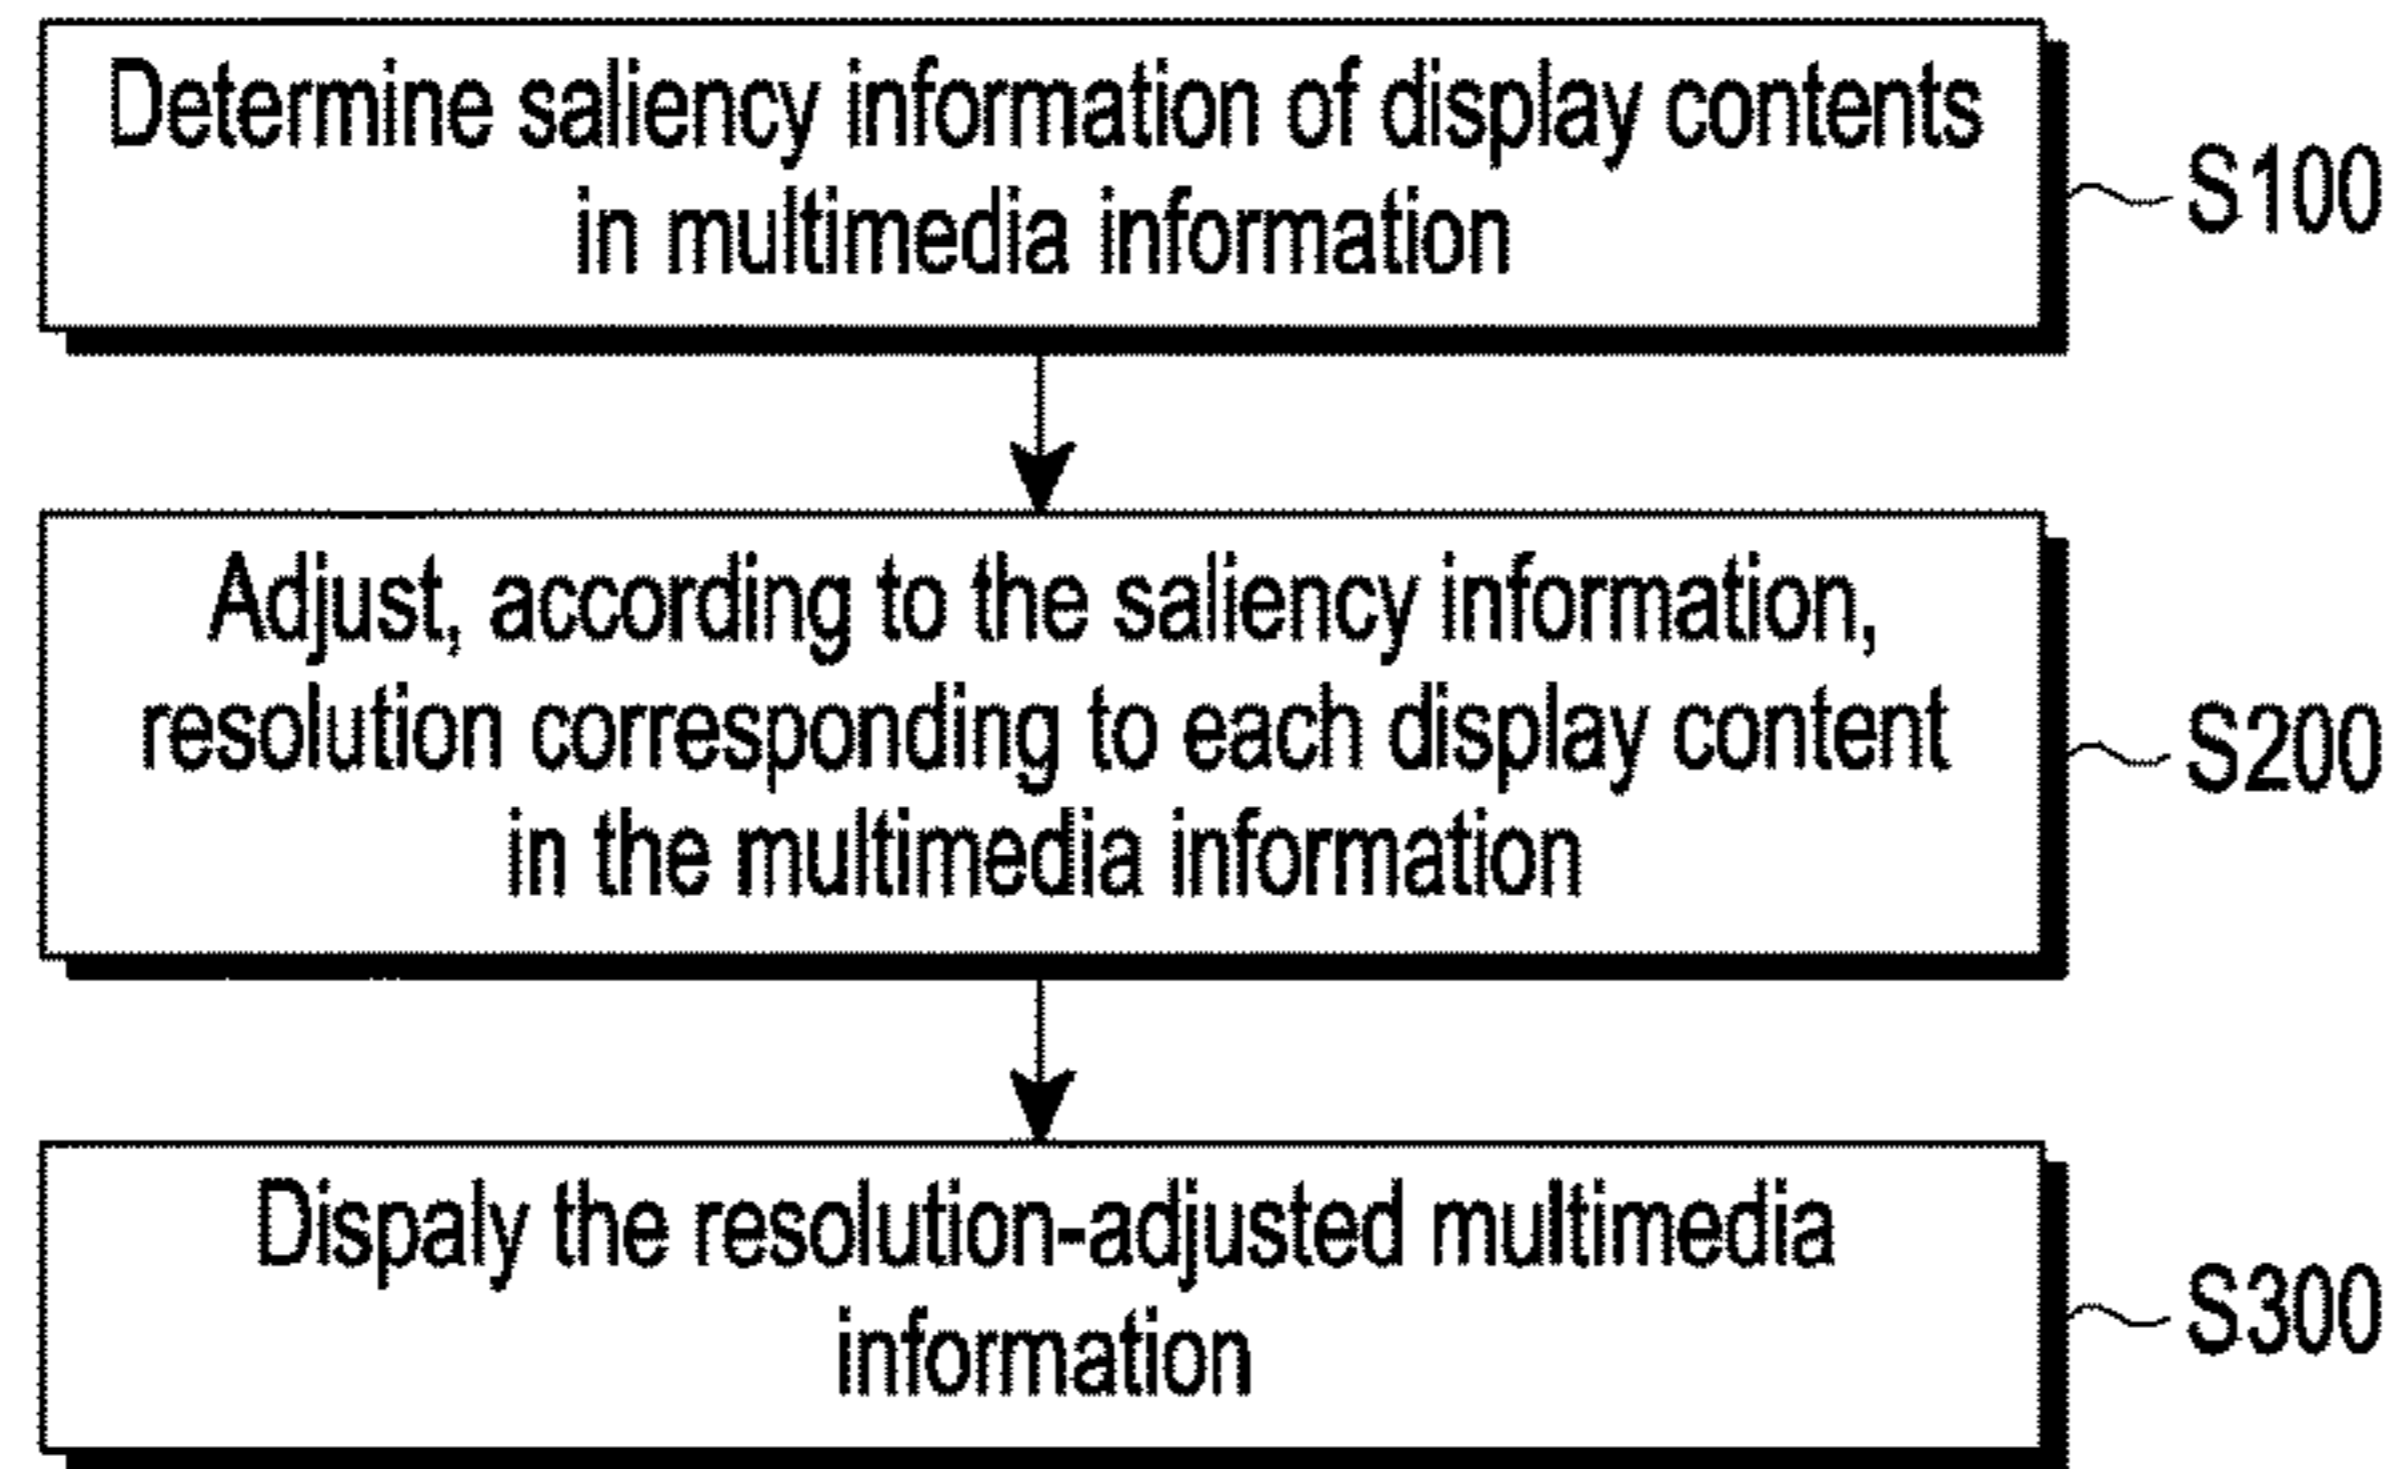 Determine saliency information of display contents
in multimedia information
S100
Adjust, according to the saliency information,
resolution corresponding to each display content
in the multimedia information
S200
Dispaly the resolution-adjusted multimedia
information
S300